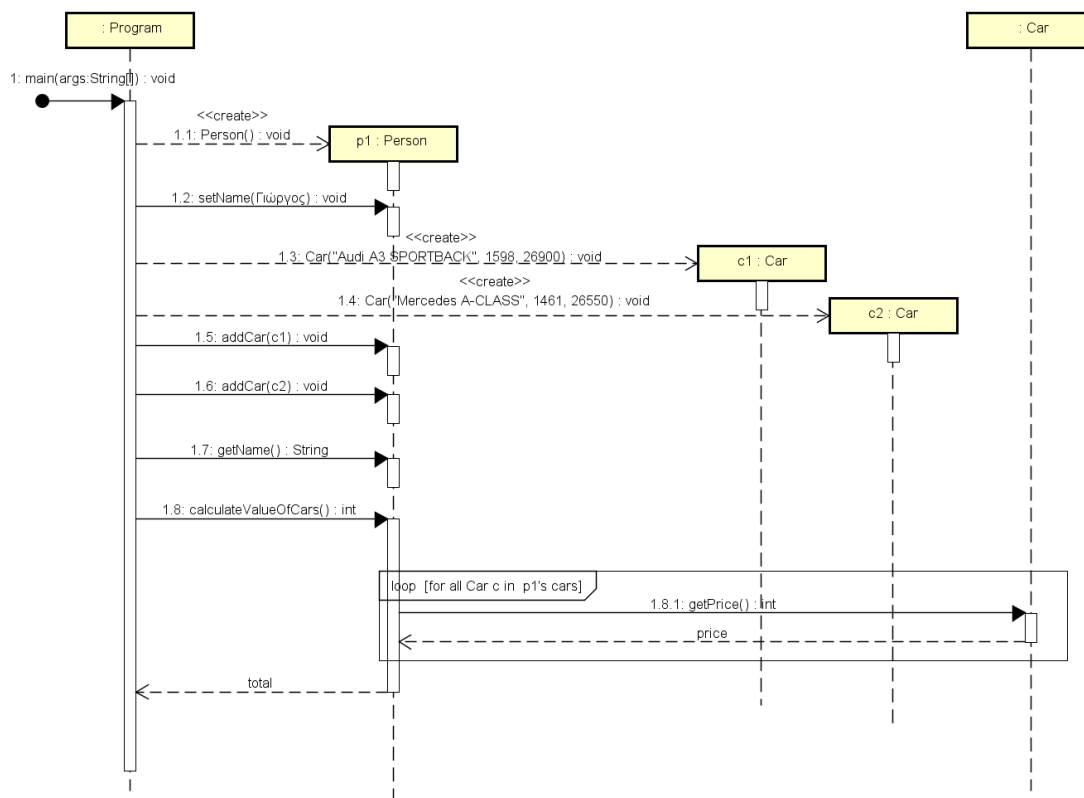 : Program
: Car
1: main(args:String[]) : void
<<create>>
1.1: Person() : void
p1 : Person
1.2: setName(Γιώργος) : void
<<create>>
1.3: Car("Audi A3 SPORTBACK", 1598, 26900) : void
c1 : Car
<<create>>
1.4: Car("Mercedes A-CLASS", 1461, 26550) : void
c2 : Car
1.5: addCar(c1) : void
1.6: addCar(c2) : void
1.7: getName() : String
1.8: calculateValueOfCars() : int
loop [for all Car c in p1's cars]
1.8.1: getPrice() : int
price
total